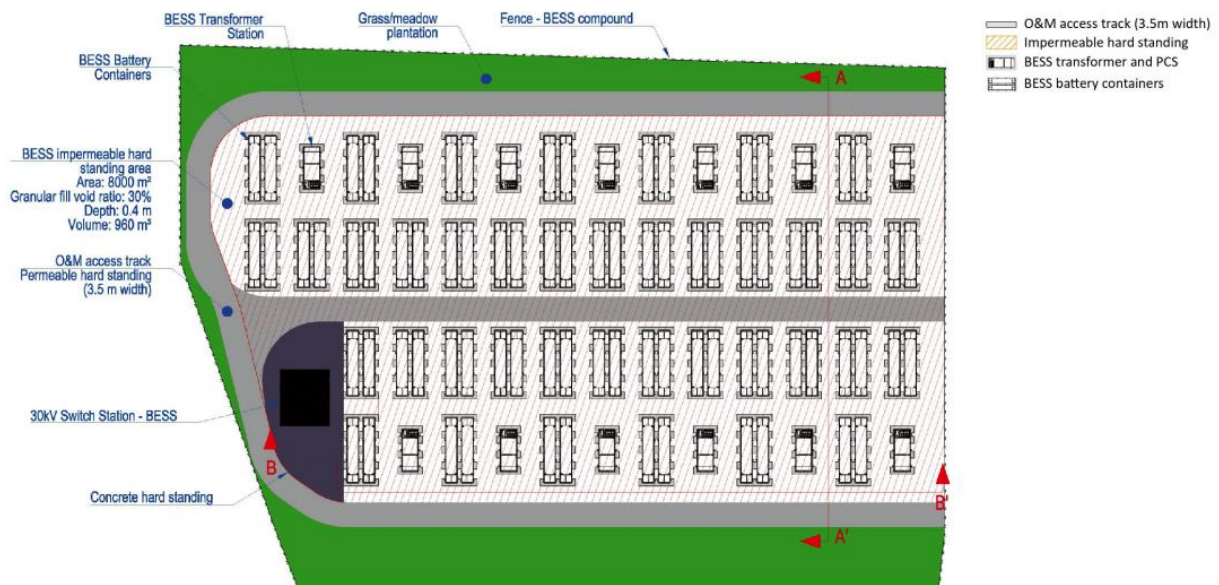 BESS Transformer
Station
Grass/meadow
plantation
Fence - BESS compound
BESS Battery
Containers
BESS impermeable hard
standing area
Area: 8000 m²
Granular fill void ratio: 30%
Depth: 0.4 m
Volume: 960 m³
O&M access track
Permeable hard standing
(3.5 m width)
30kV Switch Station - BESS
Concrete hard standing
A
B
B'
A'
O&M access track (3.5m width)
Impermeable hard standing
BESS transformer and PCS
BESS battery containers